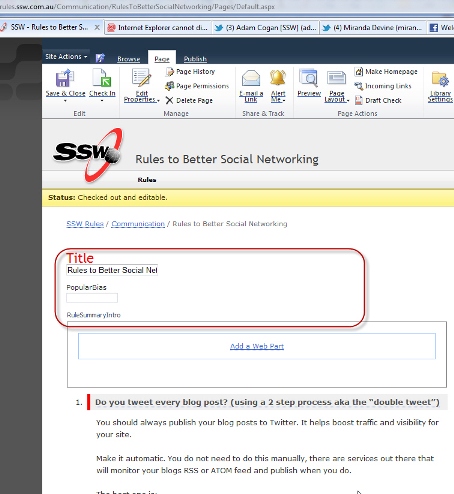 rules.ssw.com.au/Communication/RulesToBetterSocialNetworking/Pages/Default.aspx
SSW - Rules to Better S... Internet Explorer cannot di... (3) Adam Cogan [SSW] (ad... (4) Miranda Devine (miran... Wel
Site Actions Browse Page Publish
Save & Close Check In Edit Properties Page History Page Permissions Delete Page E-mail a Link Alert Me Preview Page Layout Make Homepage Incoming Links Draft Check Library Settings
Edit Manage Share & Track Page Actions
SSW Rules to Better Social Networking
Rules
Status: Checked out and editable.
SSW Rules / Communication / Rules to Better Social Networking
Title
Rules to Better Social Net
PopularBias
RuleSummaryIntro
Add a Web Part
1. Do you tweet every blog post? (using a 2 step process aka the “double tweet”)
You should always publish your blog posts to Twitter. It helps boost traffic and visibility for
your site.
Make it automatic. You do not need to do this manually, there are services out there that
will monitor your blogs RSS or ATOM feed and publish when you do.